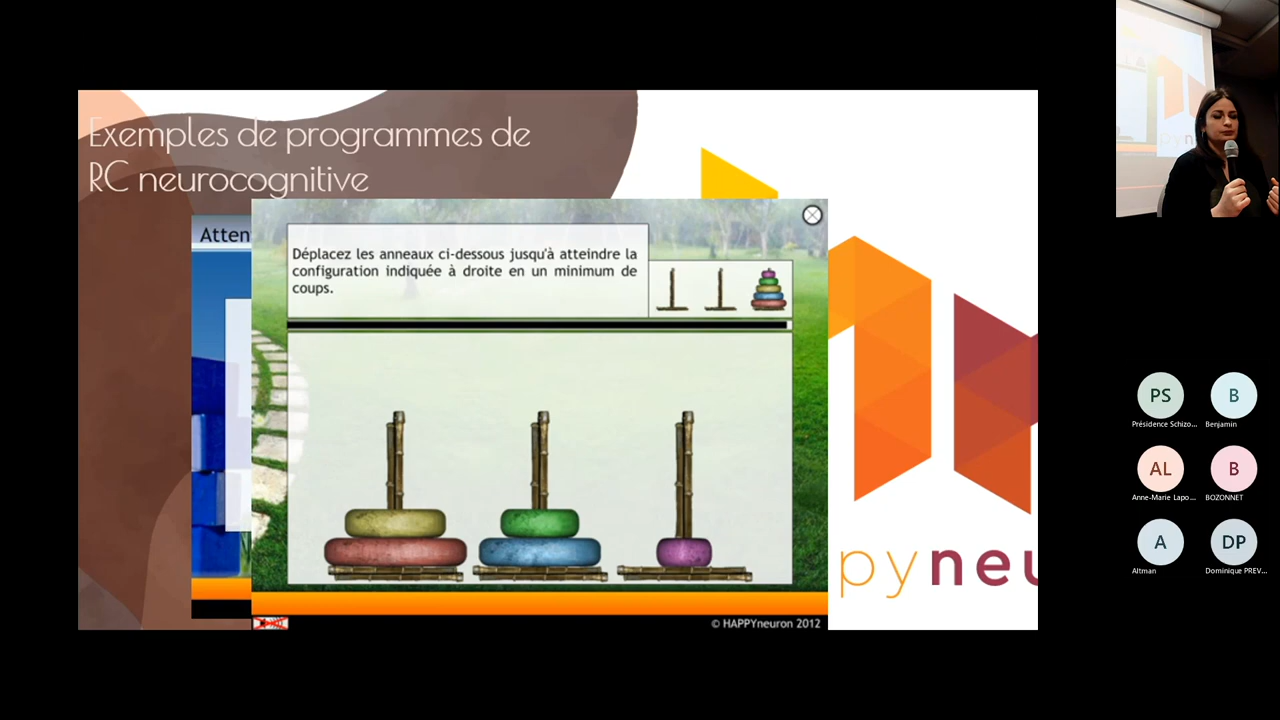 Exemples de programmes de
RC neurocognitive
Atten
Déplacez les anneaux ci-dessous jusqu'à atteindre la
configuration indiquée à droite en un minimum de
coups.
py neu
© HAPPYneuron 2012
PS
Présidence Schizo...
B
Benjamin
AL
Anne-Marie Lapo...
B
BOZONNET
A
Altman
DP
Dominique PREV...